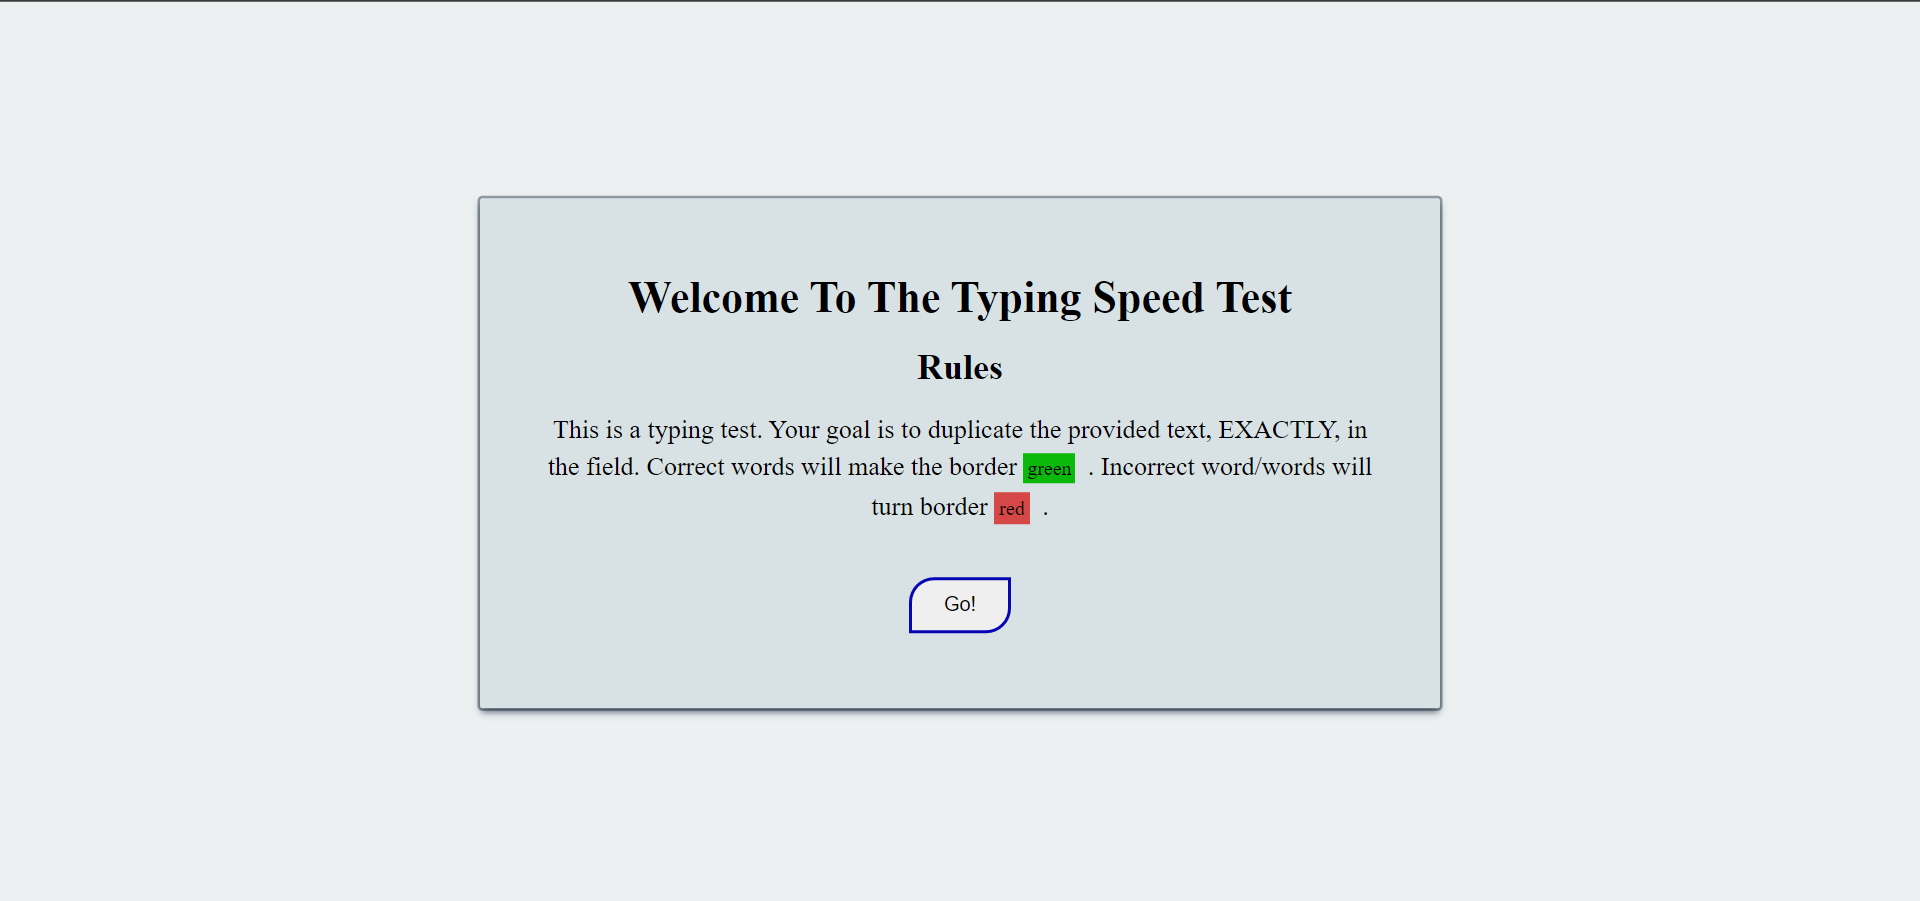 Welcome To The Typing Speed Test
Rules
This is a typing test. Your goal is to duplicate the provided text, EXACTLY, in
the field. Correct words will make the border green . Incorrect word/words will
turn border red .
Go!